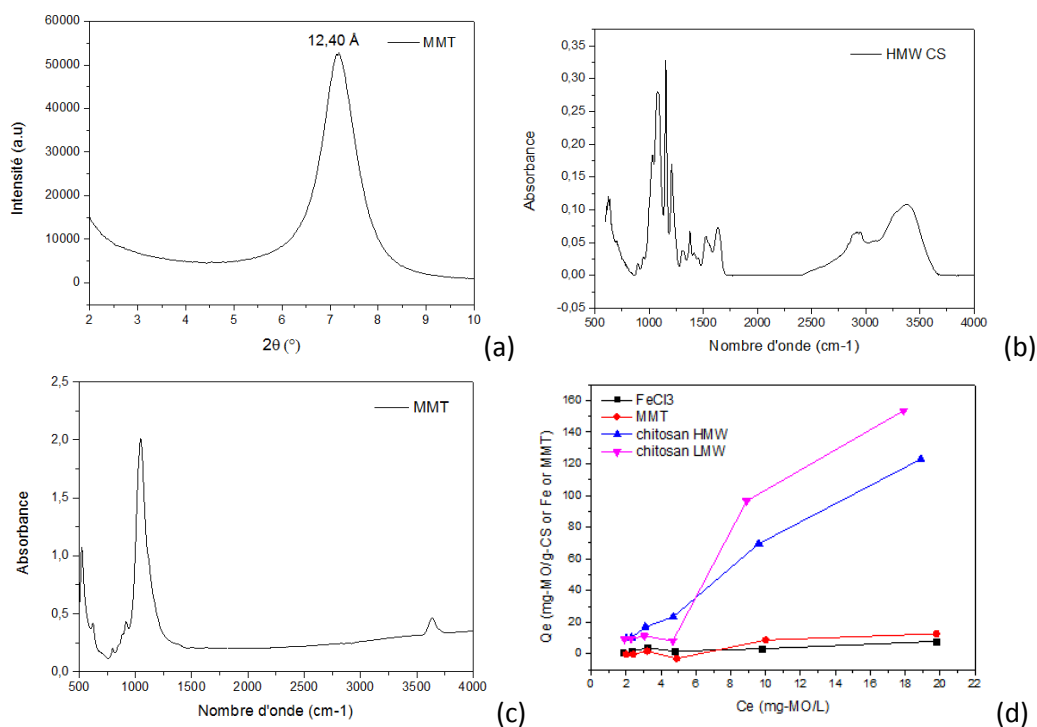 12,40 Å
MMT
60000
50000
40000
30000
20000
10000
0
Intensité (a.u)
2 3 4 5 6 7 8 9 10
2θ (°)
(a)
HMW CS
0,35
0,30
0,25
0,20
0,15
0,10
0,05
0,00
-0,05
Absorbance
500 1000 1500 2000 2500 3000 3500 4000
Nombre d'onde (cm-1)
(b)
MMT
2,5
2,0
1,5
1,0
0,5
0,0
Absorbance
500 1000 1500 2000 2500 3000 3500 4000
Nombre d'onde (cm-1)
(c)
FeCl3
MMT
chitosan HMW
chitosan LMW
160
140
120
100
80
60
40
20
0
Qe (mg-MO/g-CS or Fe or MMT)
0 2 4 6 8 10 12 14 16 18 20 22
Ce (mg-MO/L)
(d)